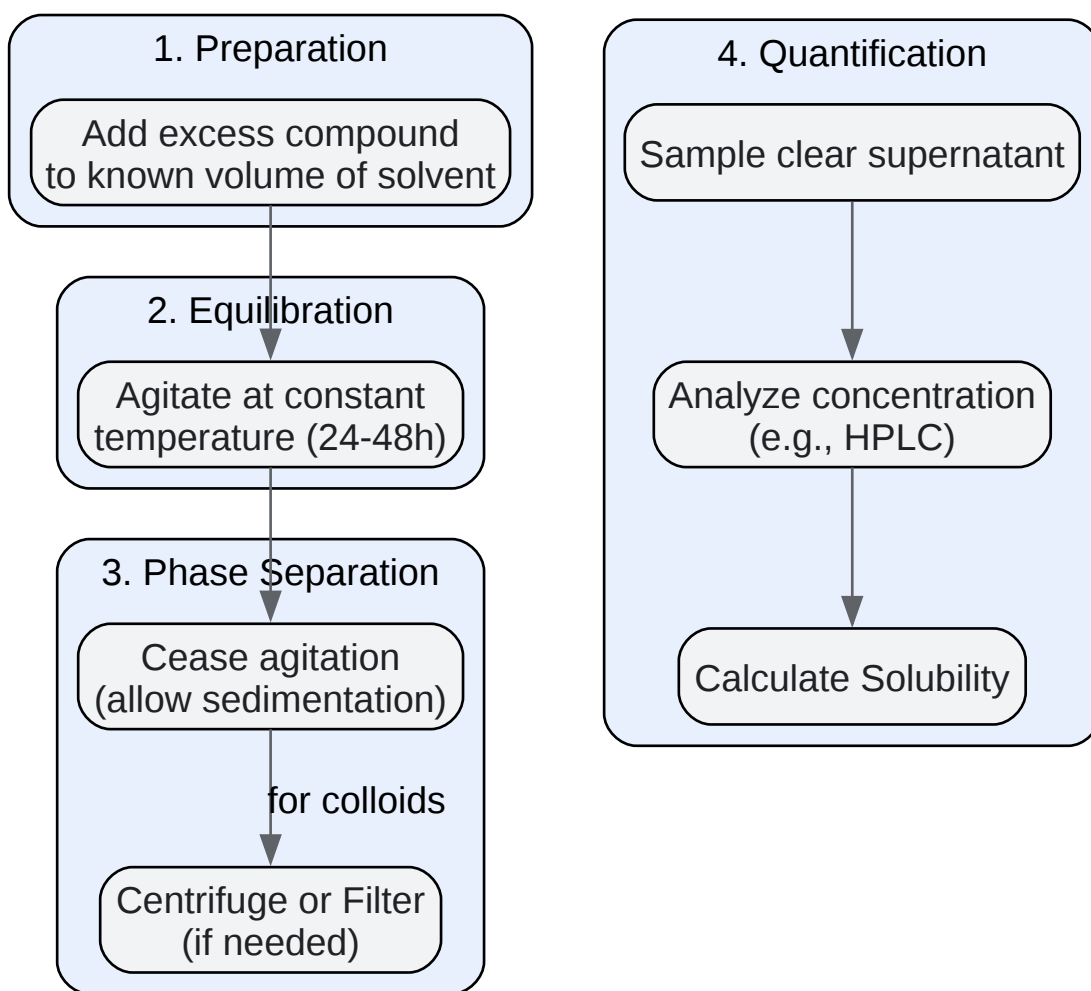 1. Preparation
Add excess compound
to known volume of solvent
2. Equilibration
Agitate at constant
temperature (24-48h)
3. Phase Separation
Cease agitation
(allow sedimentation)
for colloids
Centrifuge or Filter
(if needed)
4. Quantification
Sample clear supernatant
Analyze concentration
(e.g., HPLC)
Calculate Solubility